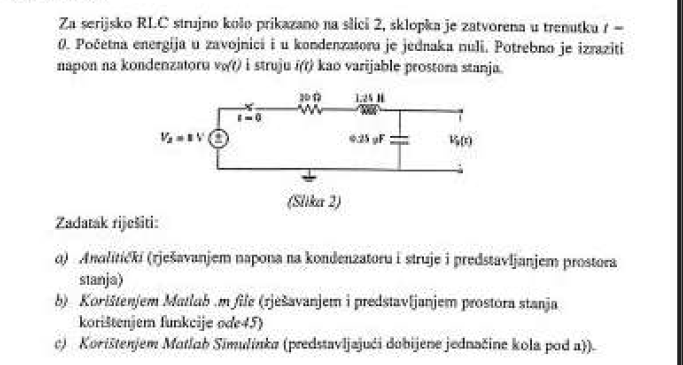 Za serijsko RLC strujno kolo prikazano na slici 2, sklopka je zatvorena u trenutku t =
0. Početna energija u zavojnici i u kondenzatoru je jednaka nuli. Potrebno je izraziti
napon na kondenzatoru v₀(t) i struju i(t) kao varijable prostora stanja.
10 Ω 1.25 H
t = 0
Vₛ = 8 V 0.25 μF V₀(t)
(Slika 2)
Zadatak riješiti:
a) Analitički (rješavanjem napona na kondenzatoru i struje i predstavljanjem prostora
stanja)
b) Korištenjem Matlab .m file (rješavanjem i predstavljanjem prostora stanja
korištenjem funkcije ode45)
c) Korištenjem Matlab Simulinka (predstavljajući dobijene jednačine kola pod a)).